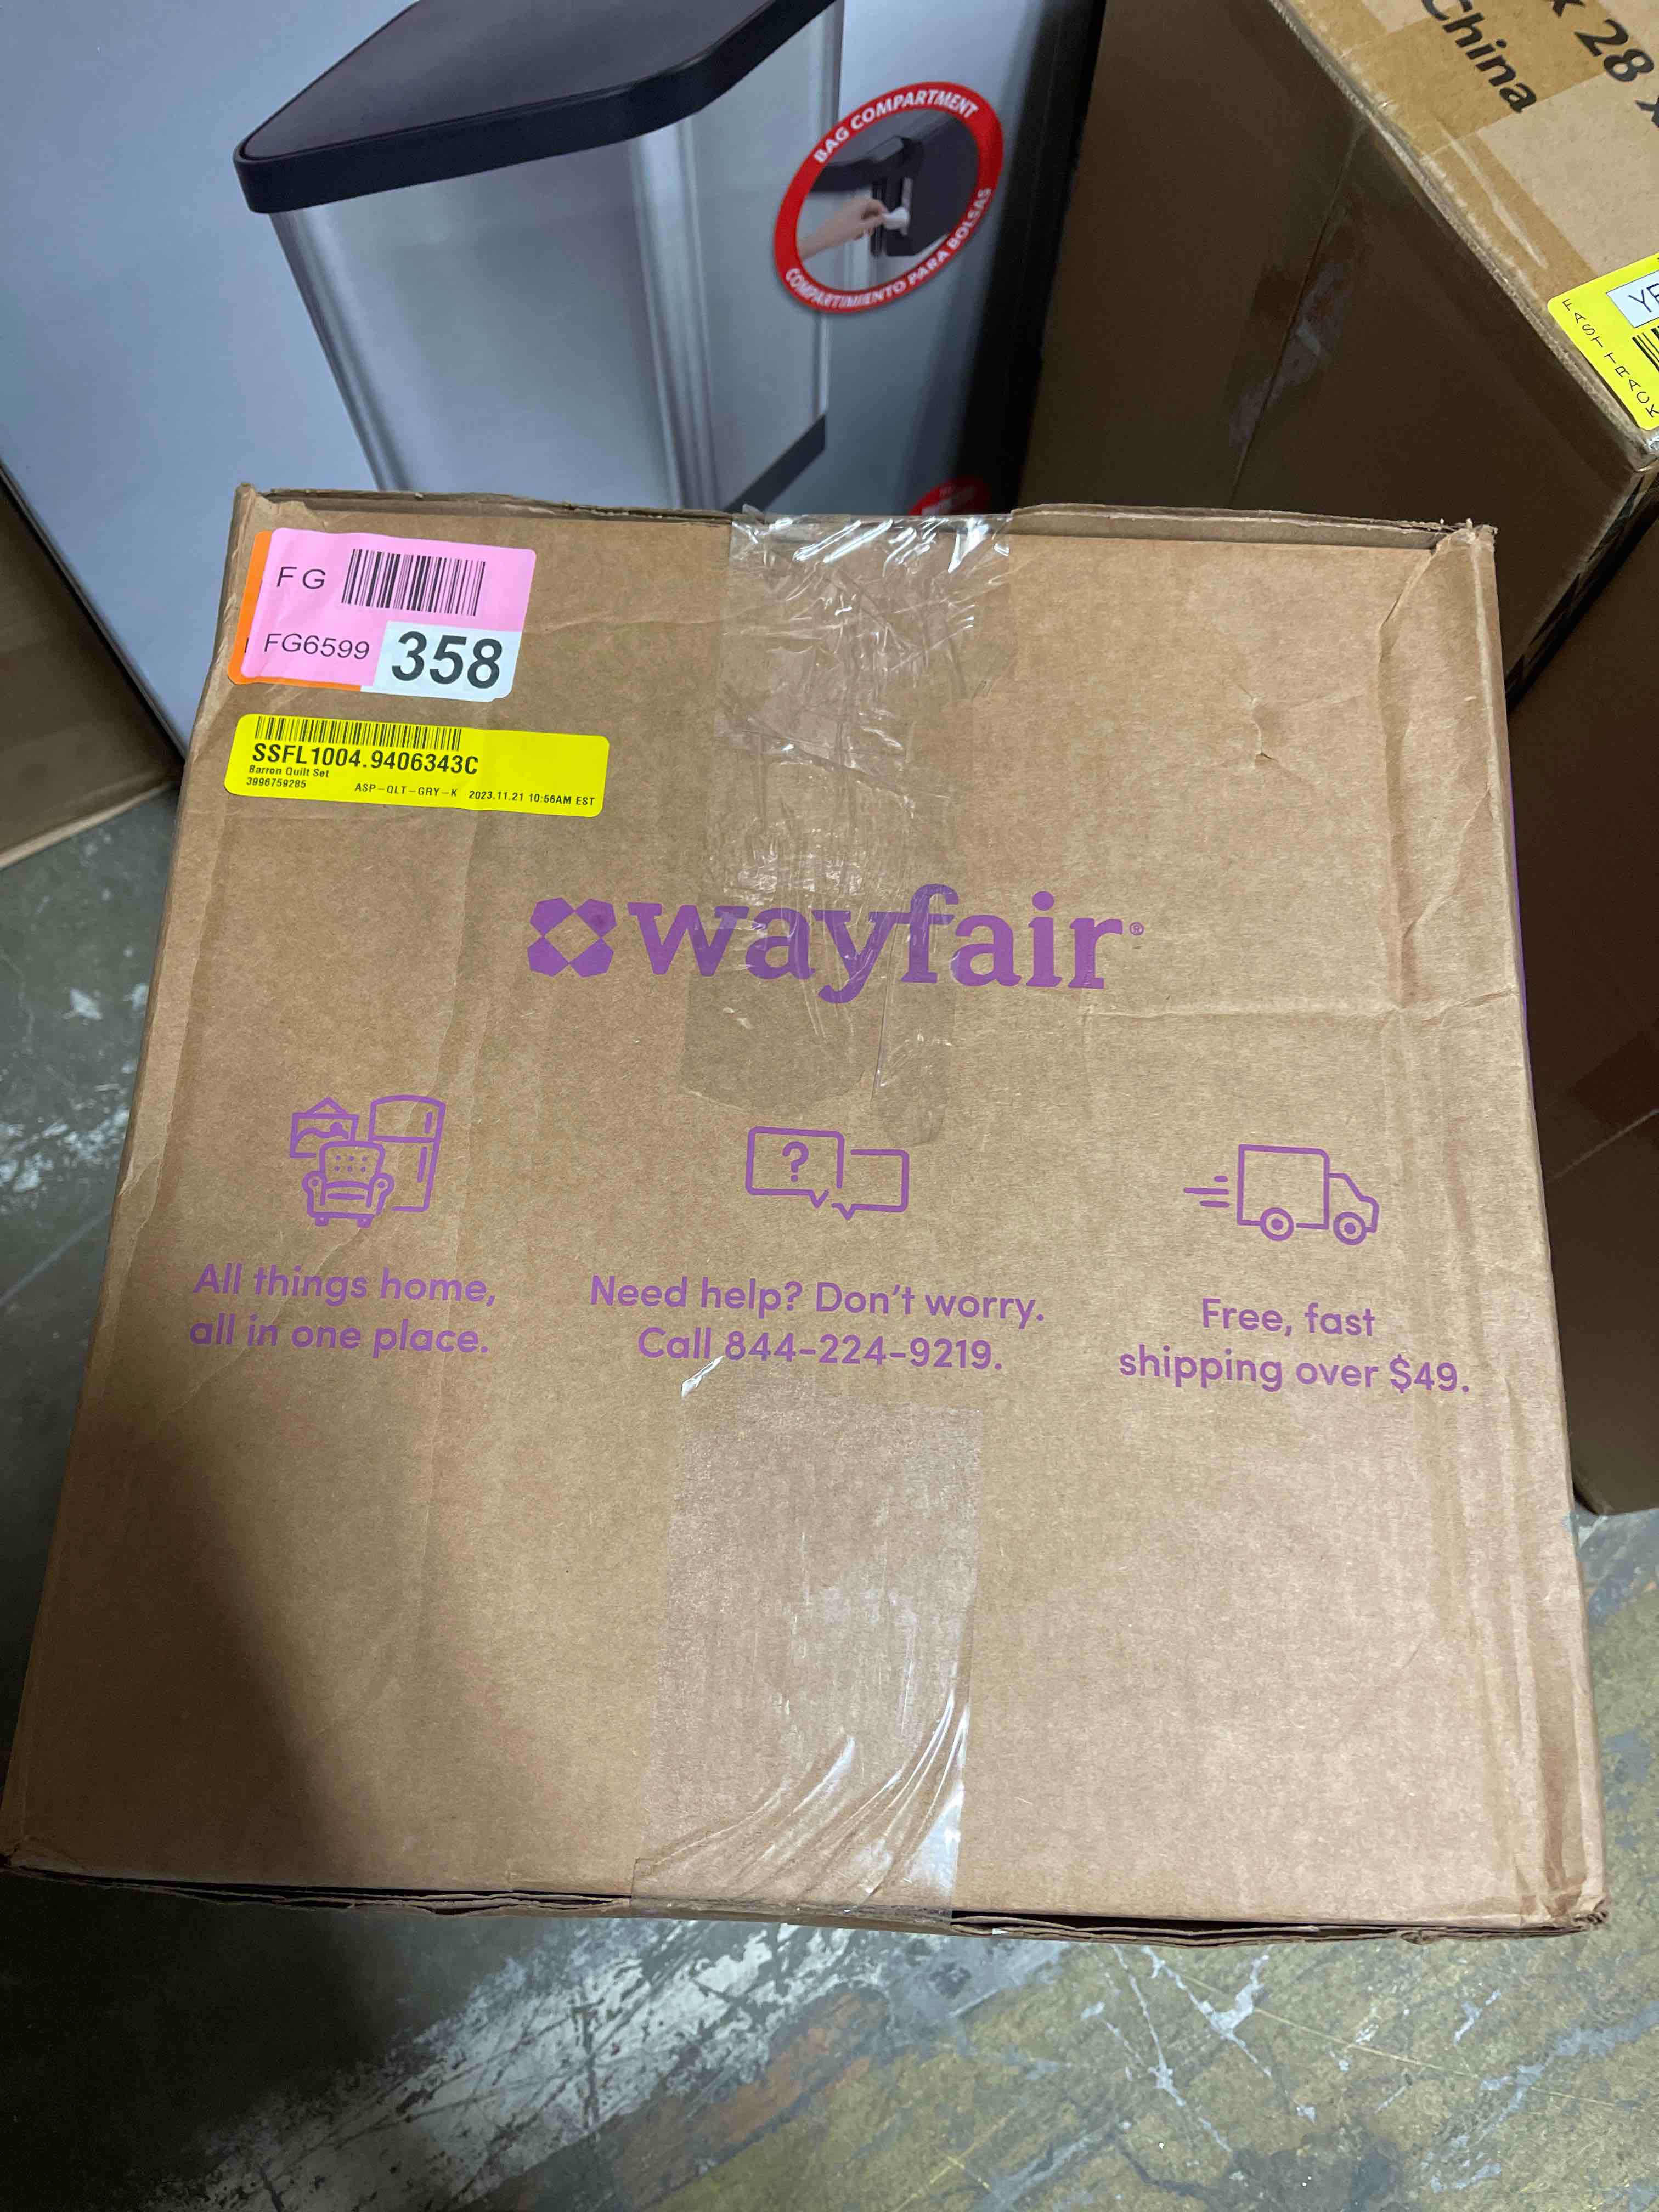 BAG COMPARTMENT
COMPARTIMIENTO PARA BOLSAS
x 28 x
China
FAST TRACK
FG
FG6599
358
SSFL1004.9406343C
Barron Quilt Set
3996759285
ASP-QLT-GRY-K 2023.11.21 10:56AM EST
wayfair®
All things home,
all in one place.
?
Need help? Don't worry.
Call 844-224-9219.
Free, fast
shipping over $49.